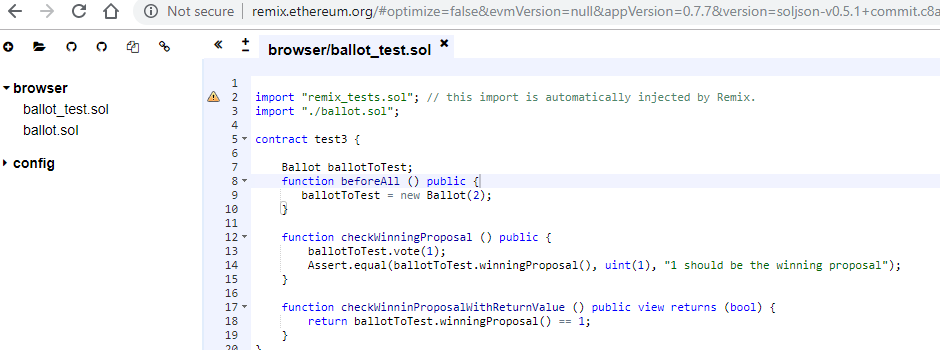 Not secure | remix.ethereum.org/#optimize=false&evmVersion=null&appVersion=0.7.7&version=soljson-v0.5.1+commit.c8a
browser/ballot_test.sol
browser
ballot_test.sol
ballot.sol
config
1
2 import "remix_tests.sol"; // this import is automatically injected by Remix.
3 import "./ballot.sol";
4
5 contract test3 {
6
7 Ballot ballotToTest;
8 function beforeAll () public {
9 ballotToTest = new Ballot(2);
10 }
11
12 function checkWinningProposal () public {
13 ballotToTest.vote(1);
14 Assert.equal(ballotToTest.winningProposal(), uint(1), "1 should be the winning proposal");
15 }
16
17 function checkWinninProposalWithReturnValue () public view returns (bool) {
18 return ballotToTest.winningProposal() == 1;
19 }
20 }